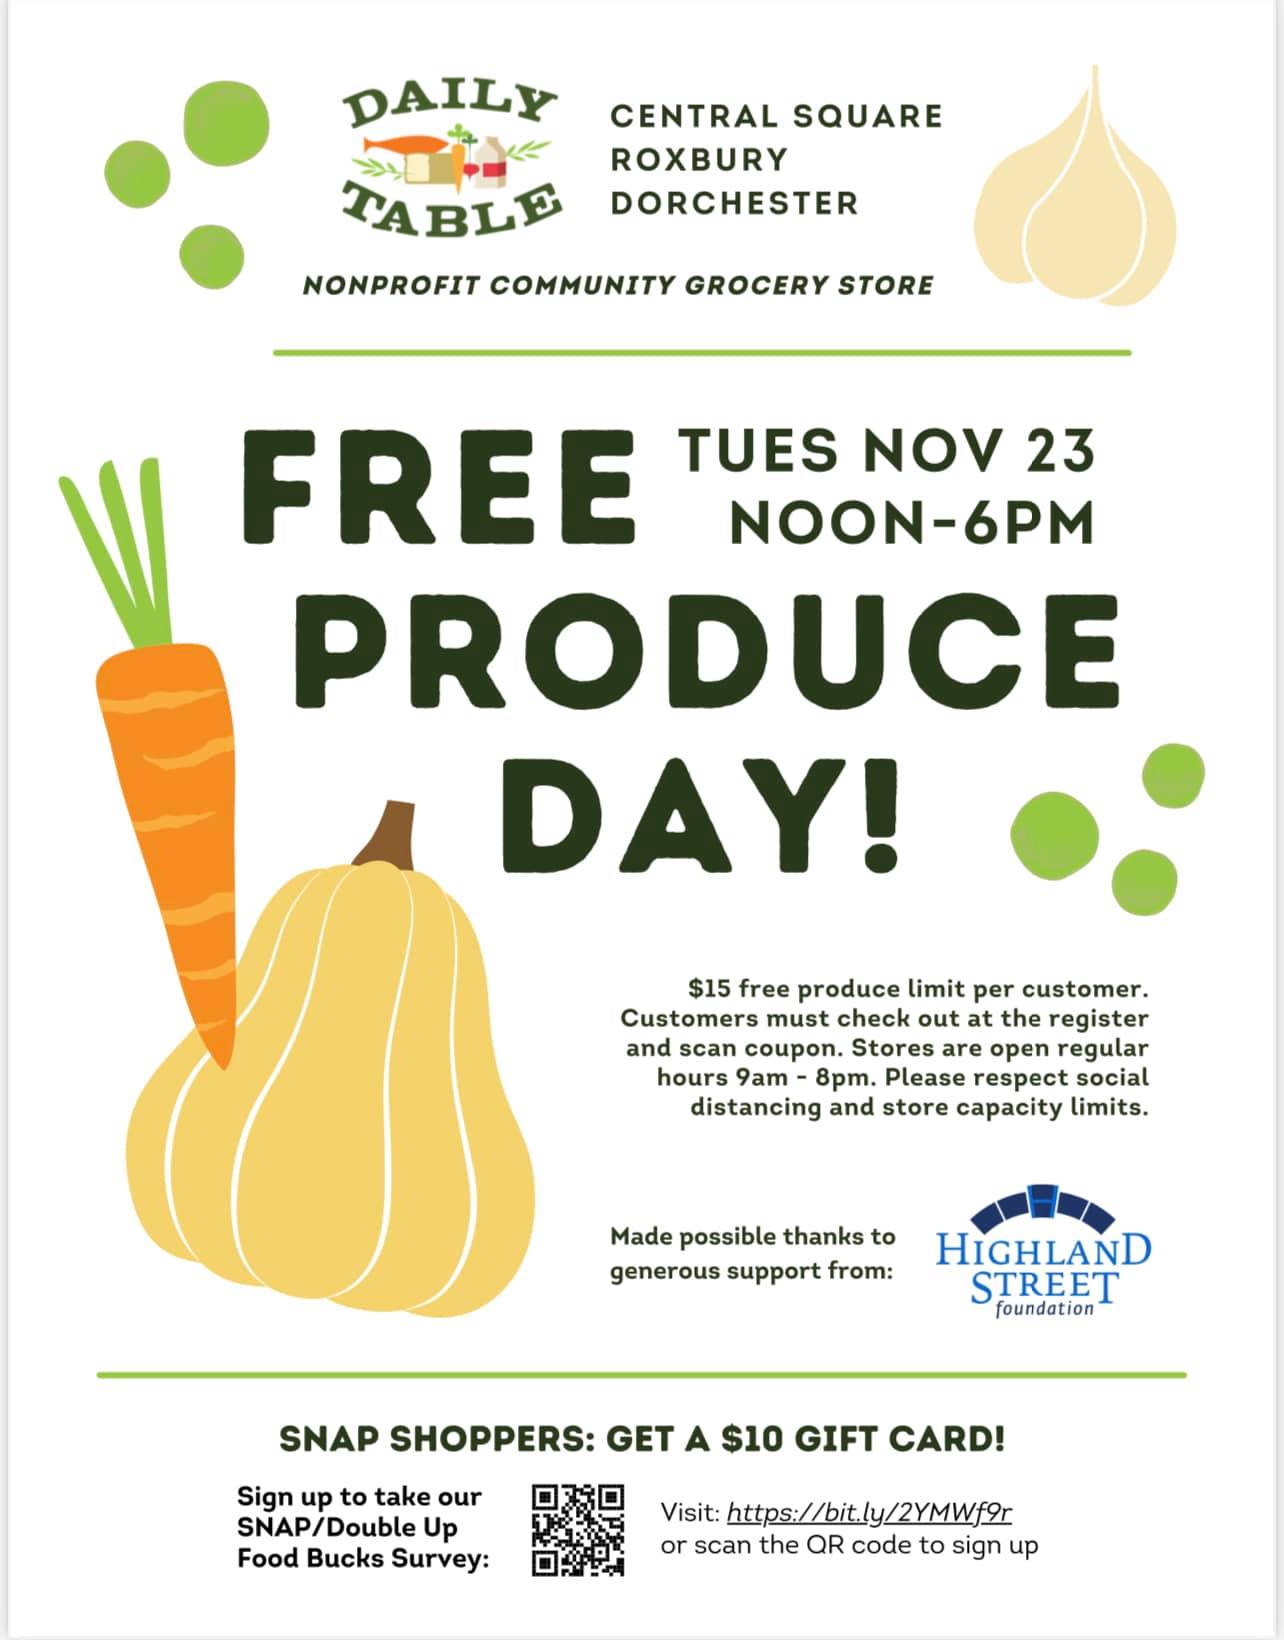 DAILY
TABLE
CENTRAL SQUARE
ROXBURY
DORCHESTER
NONPROFIT COMMUNITY GROCERY STORE
FREE
TUES NOV 23
NOON-6PM
PRODUCE
DAY!
$15 free produce limit per customer.
Customers must check out at the register
and scan coupon. Stores are open regular
hours 9am - 8pm. Please respect social
distancing and store capacity limits.
Made possible thanks to
generous support from:
HIGHLAND
STREET
foundation
SNAP SHOPPERS: GET A $10 GIFT CARD!
Sign up to take our
SNAP/Double Up
Food Bucks Survey:
Visit: https://bit.ly/2YMWf9r
or scan the QR code to sign up